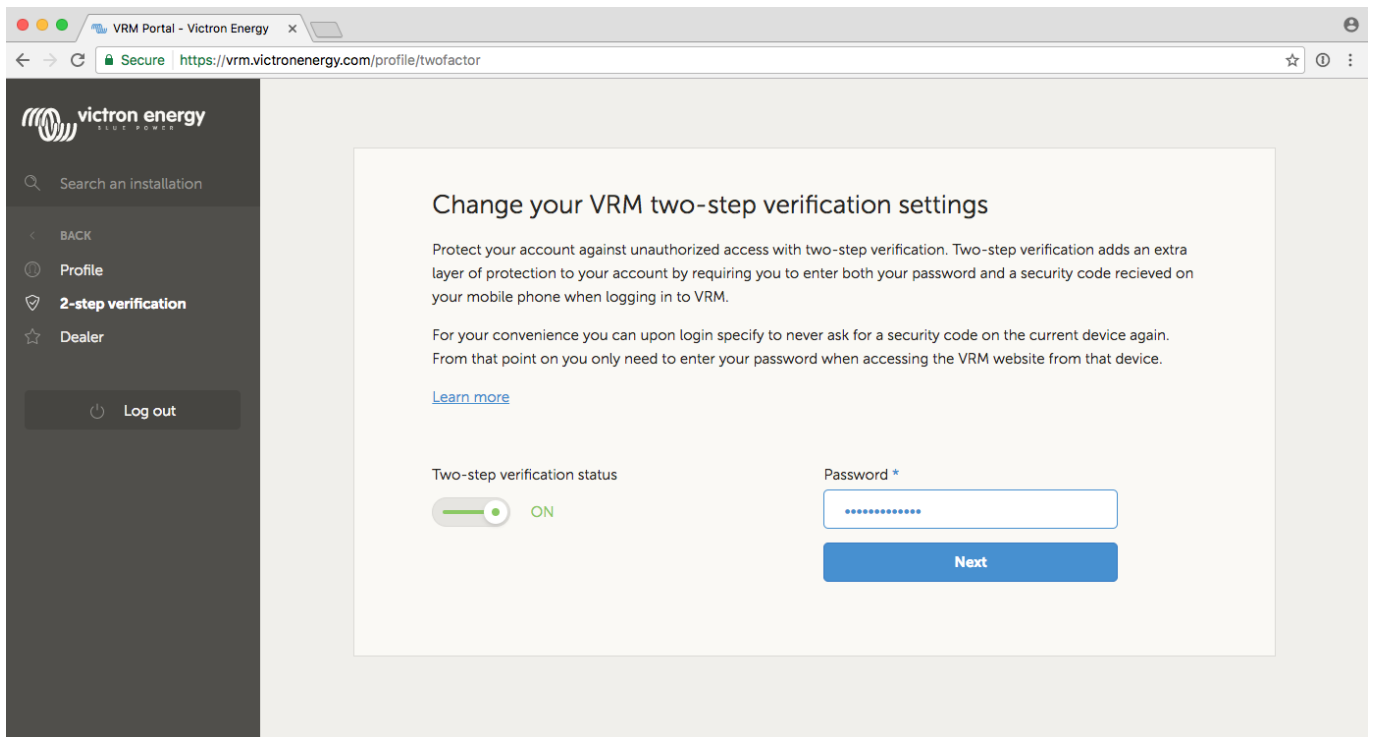 VRM Portal - Victron Energy
Secure https://vrm.victronenergy.com/profile/twofactor
victron energy
BLUE POWER
Search an installation
BACK
Profile
2-step verification
Dealer
Log out
Change your VRM two-step verification settings
Protect your account against unauthorized access with two-step verification. Two-step verification adds an extra
layer of protection to your account by requiring you to enter both your password and a security code recieved on
your mobile phone when logging in to VRM.
For your convenience you can upon login specify to never ask for a security code on the current device again.
From that point on you only need to enter your password when accessing the VRM website from that device.
Learn more
Two-step verification status
ON
Password *
Next